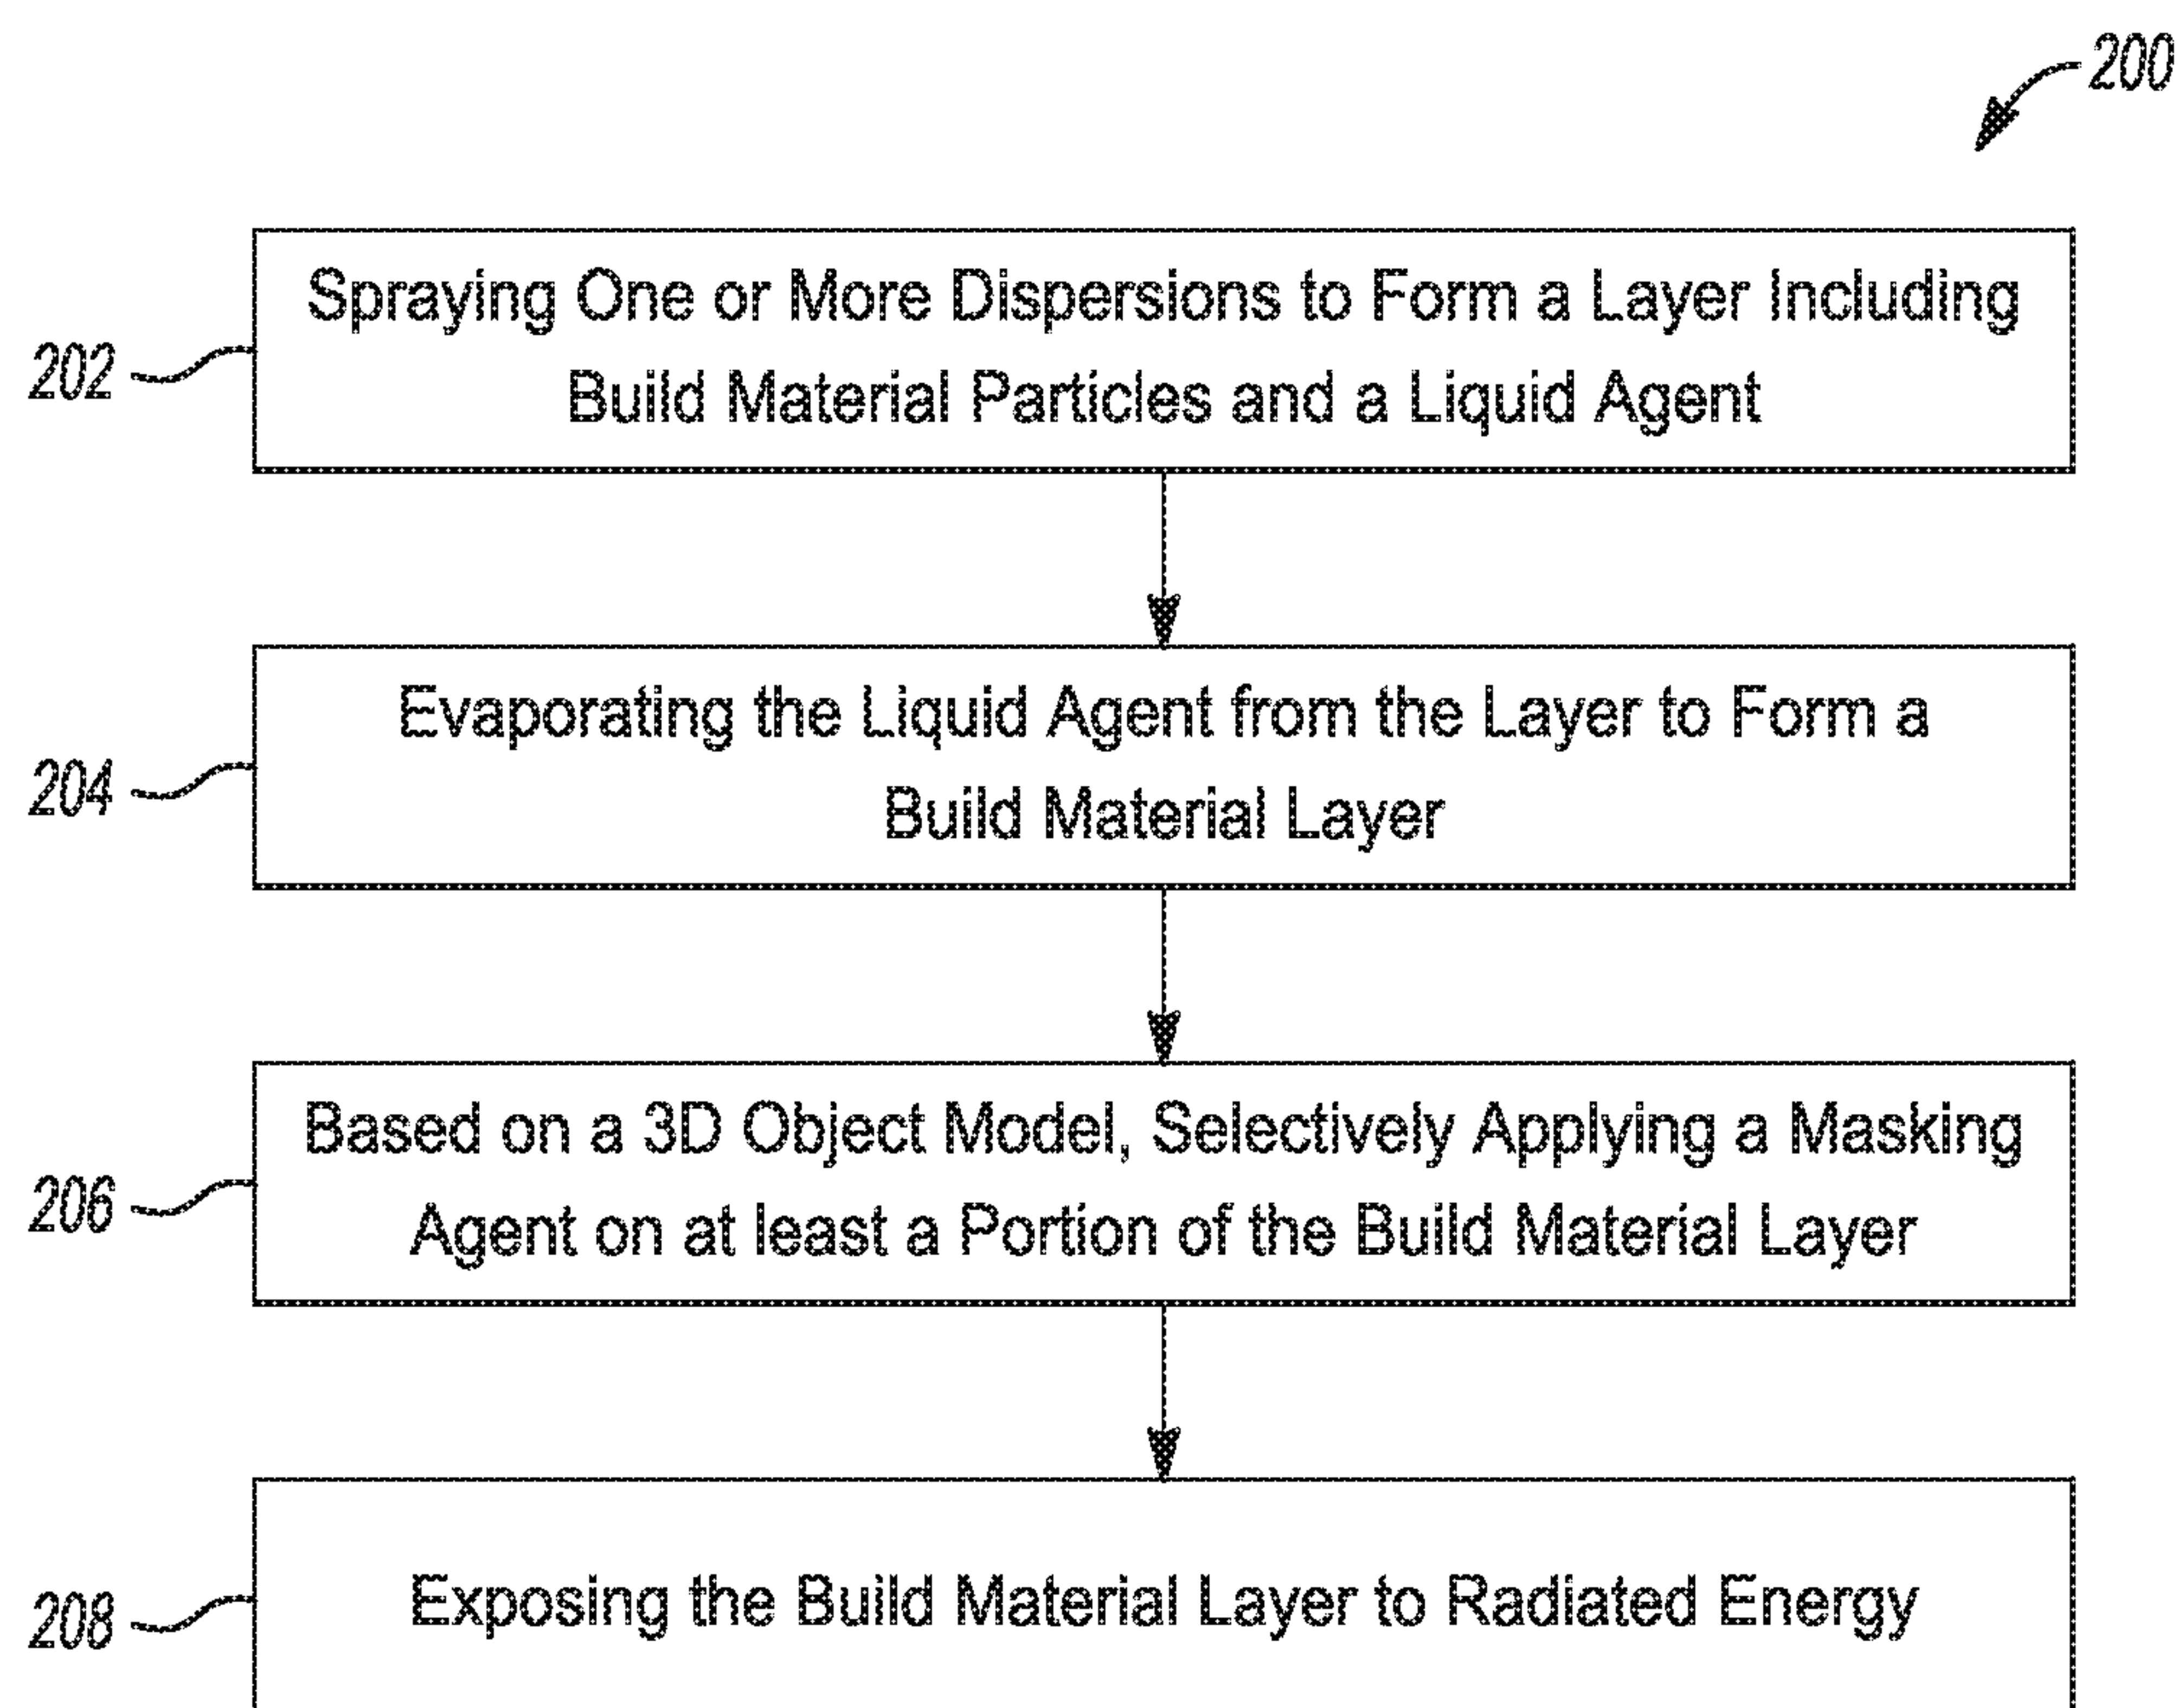 200
202
Spraying One or More Dispersions to Form a Layer Including
Build Material Particles and a Liquid Agent
204
Evaporating the Liquid Agent from the Layer to Form a
Build Material Layer
206
Based on a 3D Object Model, Selectively Applying a Masking
Agent on at least a Portion of the Build Material Layer
208
Exposing the Build Material Layer to Radiated Energy